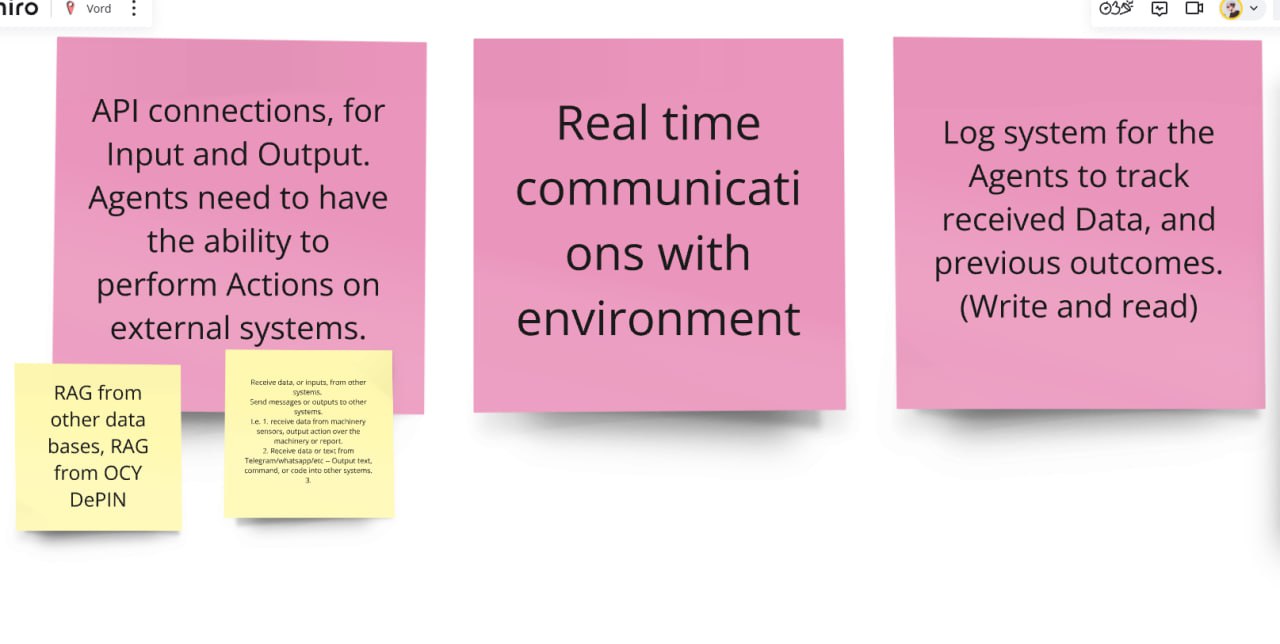 miro
Vord
API connections, for
Input and Output.
Agents need to have
the ability to
perform Actions on
external systems.
Real time
communicati
ons with
environment
Log system for the
Agents to track
received Data, and
previous outcomes.
(Write and read)
RAG from
other data
bases, RAG
from OCY
DePIN
Receive data, or inputs, from other
systems.
Send messages or outputs to other
systems.
I.e. 1. receive data from machinery
sensors, output action over the
machinery or report.
2. Receive data or text from
Telegram/whatsapp/etc -- Output text,
command, or code into other systems.
3.